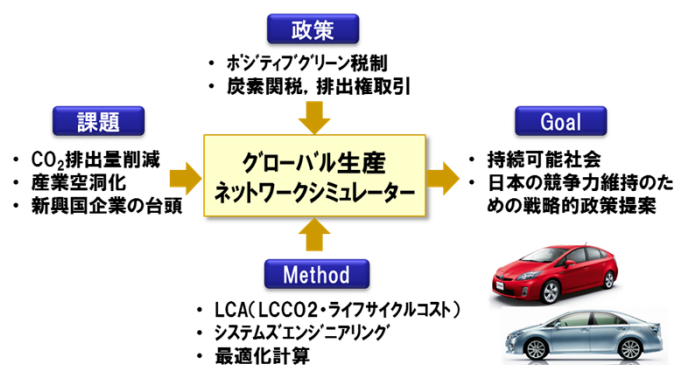 政策
・ ポジティブグリーン税制
・ 炭素関税, 排出権取引
課題
・ CO₂排出量削減
・ 産業空洞化
・ 新興国企業の台頭
グローバル生産
ネットワークシミュレーター
Goal
・ 持続可能社会
・ 日本の競争力維持のた
めの戦略的政策提案
Method
・ LCA(LCCO2・ライフサイクルコスト)
・ システムズエンジニアリング
・ 最適化計算